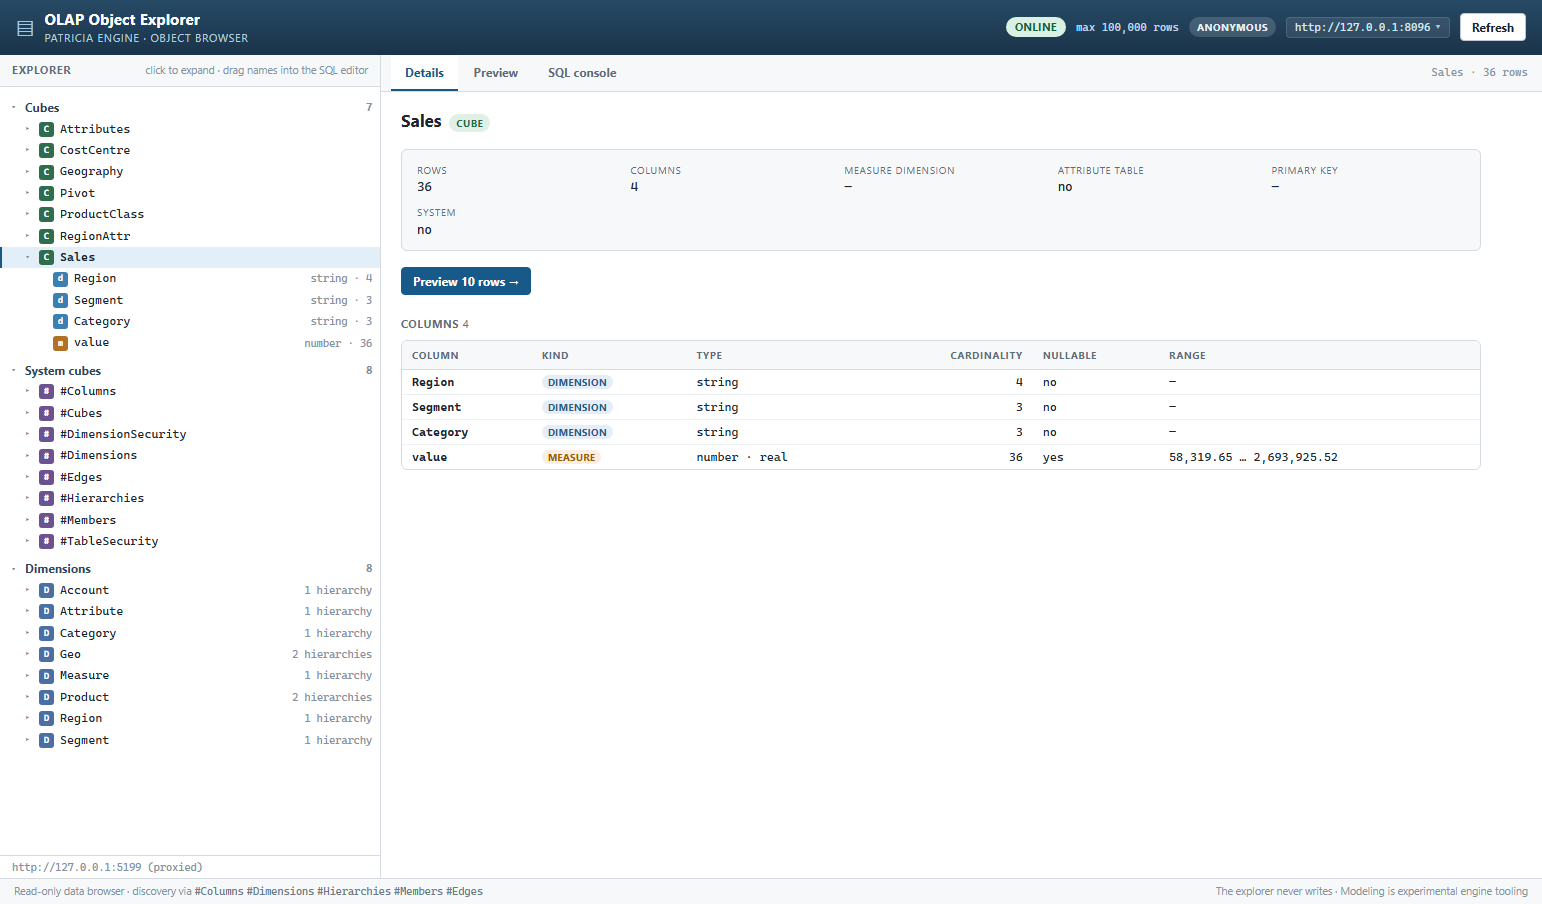 OLAP Object Explorer
PATRICIA ENGINE · OBJECT BROWSER
ONLINE
max 100,000 rows
ANONYMOUS
http://127.0.0.1:8096
Refresh
EXPLORER
click to expand · drag names into the SQL editor
Details
Preview
SQL console
Sales · 36 rows
Cubes 7
C Attributes
C CostCentre
C Geography
C Pivot
C ProductClass
C RegionAttr
C Sales
d Region string · 4
d Segment string · 3
d Category string · 3
m value number · 36
System cubes 8
# #Columns
# #Cubes
# #DimensionSecurity
# #Dimensions
# #Edges
# #Hierarchies
# #Members
# #TableSecurity
Dimensions 8
D Account 1 hierarchy
D Attribute 1 hierarchy
D Category 1 hierarchy
D Geo 2 hierarchies
D Measure 1 hierarchy
D Product 2 hierarchies
D Region 1 hierarchy
D Segment 1 hierarchy
http://127.0.0.1:5199 (proxied)
Sales CUBE
ROWS COLUMNS MEASURE DIMENSION ATTRIBUTE TABLE PRIMARY KEY
36 4 — no —
SYSTEM
no
Preview 10 rows →
COLUMNS 4
COLUMN KIND TYPE CARDINALITY NULLABLE RANGE
Region DIMENSION string 4 no —
Segment DIMENSION string 3 no —
Category DIMENSION string 3 no —
value MEASURE number · real 36 yes 58,319.65 … 2,693,925.52
Read-only data browser · discovery via #Columns #Dimensions #Hierarchies #Members #Edges
The explorer never writes · Modeling is experimental engine tooling